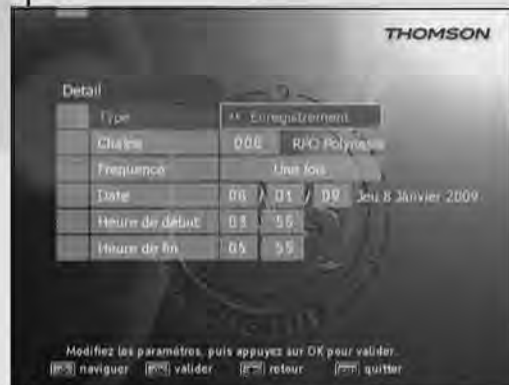 THOMSON
Detail
Type Enregistrement
Chaîne 006 RFO Polynésie
Frequence Une fois
Date 08 / 01 / 09 Jeu 8 Janvier 2009
Heure de début 03 55
Heure de fin 05 55
Modifiez les paramètres, puis appuyez sur OK pour valider.
naviguer valider retour quitter